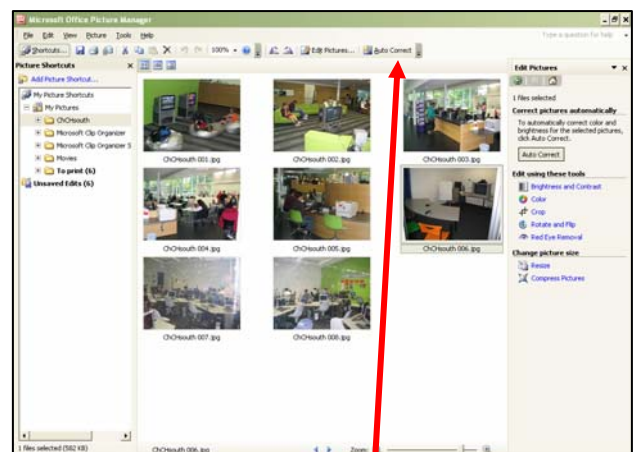 Microsoft Office Picture Manager
File Edit View Picture Tools Help
Type a question for help
Shortcuts... 100% Edit Pictures... Auto Correct
Picture Shortcuts
Add Picture Shortcut...
My Picture Shortcuts
My Pictures
ChCHsouth
Microsoft Clip Organizer
Microsoft Clip Organizer S
Movies
To print (6)
Unsaved Edits (6)
ChCHsouth 001.jpg
ChCHsouth 002.jpg
ChCHsouth 003.jpg
ChCHsouth 004.jpg
ChCHsouth 005.jpg
ChCHsouth 006.jpg
ChCHsouth 007.jpg
ChCHsouth 008.jpg
Edit Pictures
1 files selected
Correct pictures automatically
To automatically correct color and
brightness for the selected pictures,
click Auto Correct.
Auto Correct
Edit using these tools
Brightness and Contrast
Color
Crop
Rotate and Flip
Red Eye Removal
Change picture size
Resize
Compress Pictures
1 files selected (582 KB)
ChCHsouth 006.jpg
Zoom: